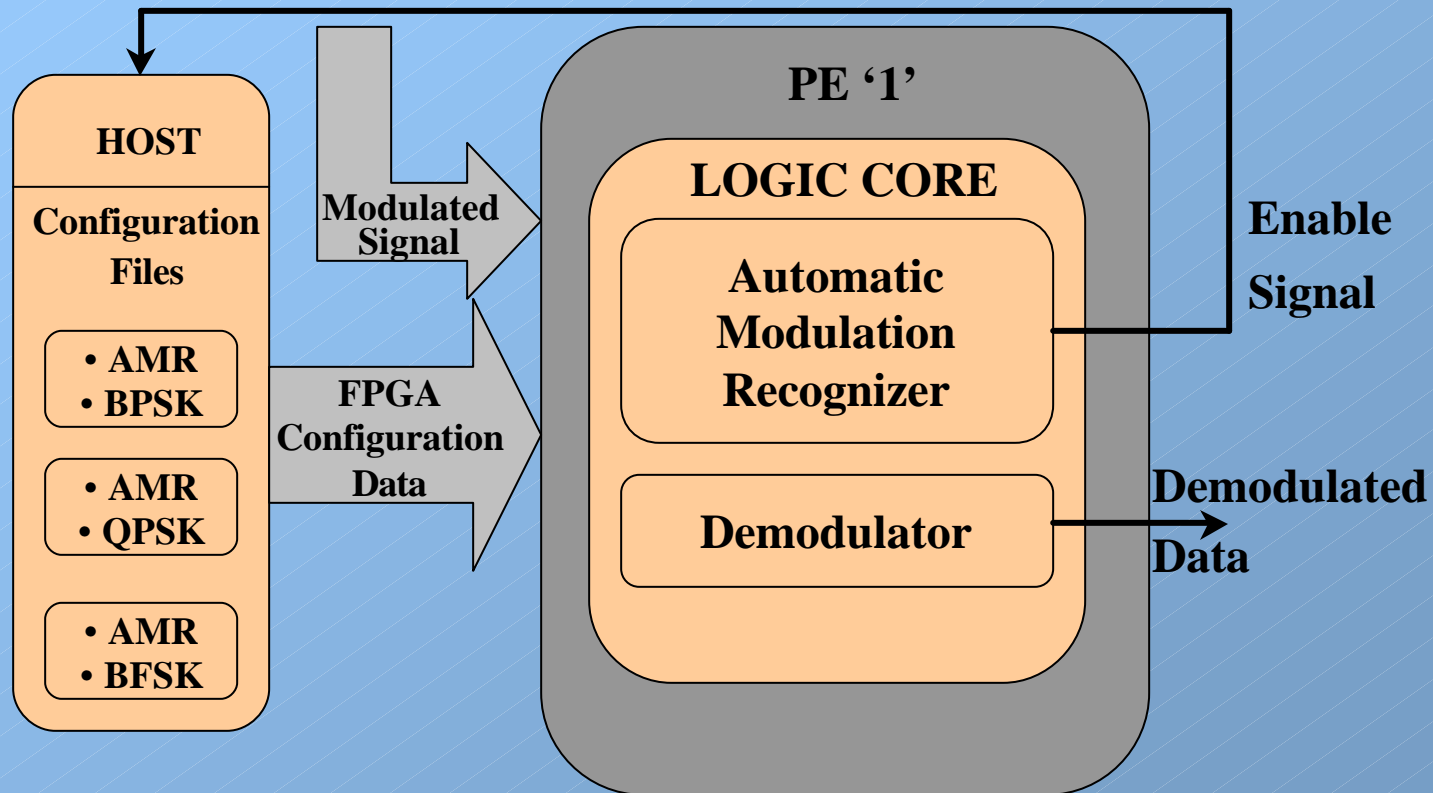 HOST
Configuration
Files
• AMR
• BPSK
• AMR
• QPSK
• AMR
• BFSK
Modulated
Signal
FPGA
Configuration
Data
PE ‘1’
LOGIC CORE
Automatic
Modulation
Recognizer
Demodulator
Enable
Signal
Demodulated
Data